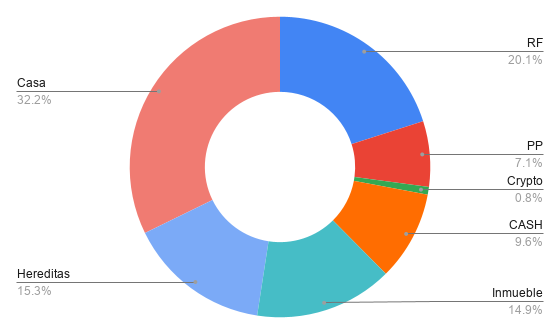 RF
20.1%
PP
7.1%
Crypto
0.8%
CASH
9.6%
Inmueble
14.9%
Hereditas
15.3%
Casa
32.2%